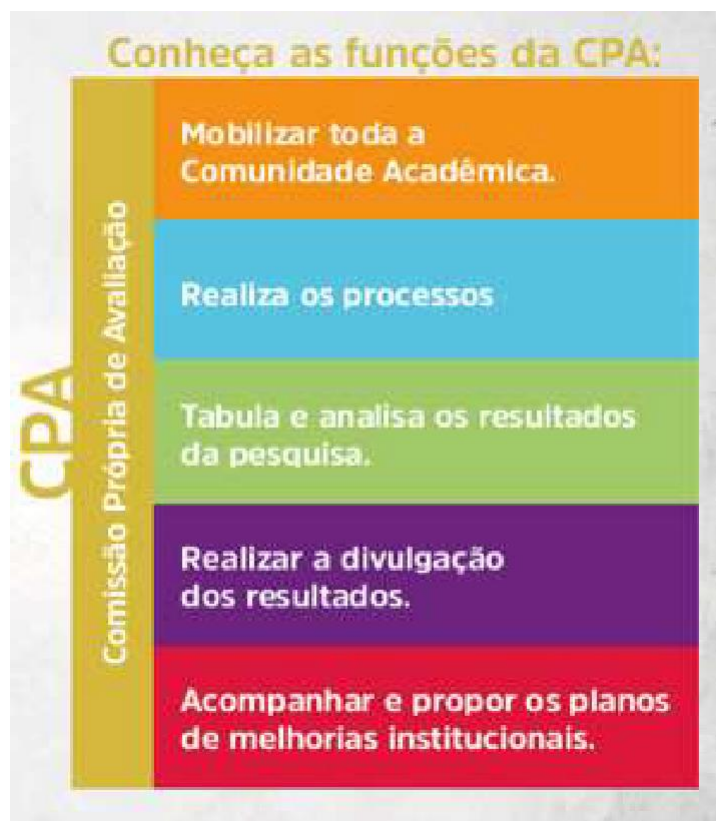 Conheça as funções da CPA:
CPA
Comissão Própria de Avaliação
Mobilizar toda a
Comunidade Acadêmica.
Realiza os processos
Tabula e analisa os resultados
da pesquisa.
Realizar a divulgação
dos resultados.
Acompanhar e propor os planos
de melhorias institucionais.